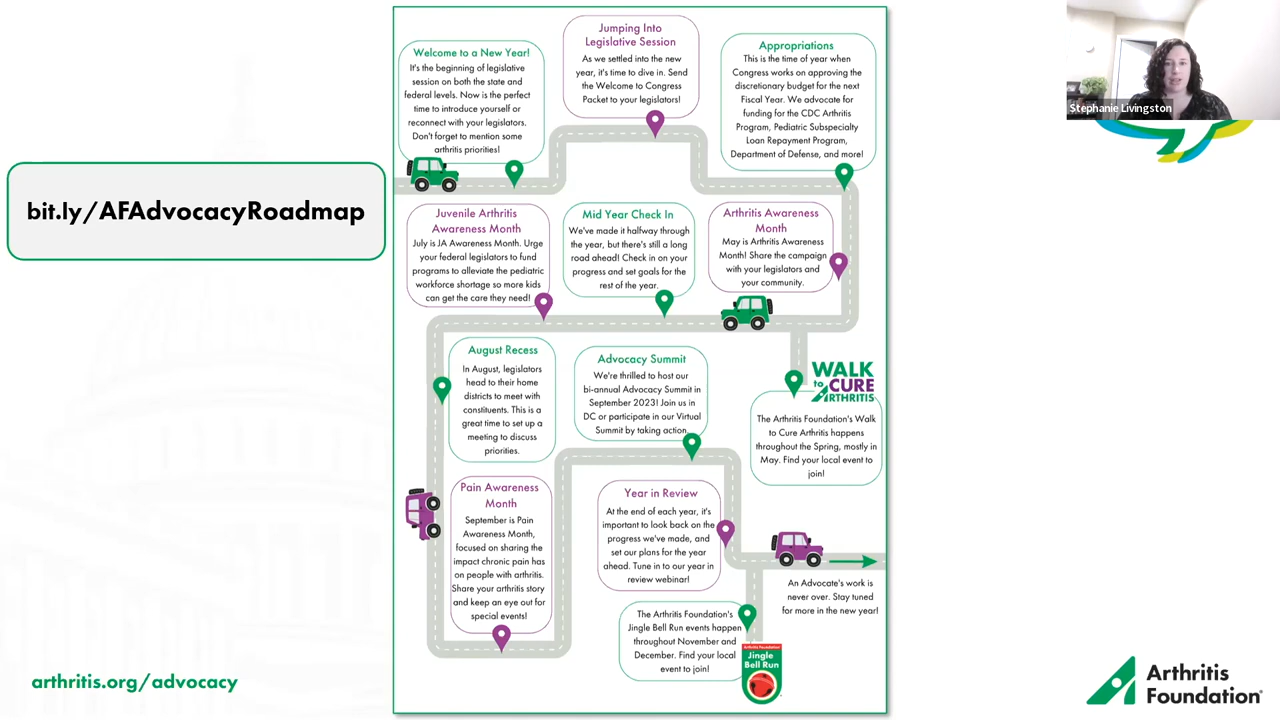 Welcome to a New Year!
It's the beginning of legislative
session on both the state and
federal levels. Now is the perfect
time to introduce yourself or
reconnect with your legislators.
Don't forget to mention some
arthritis priorities!
Jumping Into
Legislative Session
As we settled into the new
year, it's time to dive in. Send
the Welcome to Congress
Packet to your legislators!
Appropriations
This is the time of year when
Congress works on approving the
discretionary budget for the next
Fiscal Year. We advocate for
funding for the CDC Arthritis
Program, Pediatric Subspecialty
Loan Repayment Program,
Department of Defense, and more!
Stephanie Livingston
bit.ly/AFAdvocacyRoadmap
Juvenile Arthritis
Awareness Month
July is JA Awareness Month. Urge
your federal legislators to fund
programs to alleviate the pediatric
workforce shortage so more kids
can get the care they need!
Mid Year Check In
We've made it halfway through
the year, but there's still a long
road ahead! Check in on your
progress and set goals for the
rest of the year.
Arthritis Awareness
Month
May is Arthritis Awareness
Month! Share the campaign
with your legislators and
your community.
August Recess
In August, legislators
head to their home
districts to meet with
constituents. This is a
great time to set up a
meeting to discuss
priorities.
Advocacy Summit
We're thrilled to host our
bi-annual Advocacy Summit in
September 2023! Join us in
DC or participate in our Virtual
Summit by taking action.
WALK
to CURE
ARTHRITIS
The Arthritis Foundation's Walk
to Cure Arthritis happens
throughout the Spring, mostly in
May. Find your local event to
join!
Pain Awareness
Month
September is Pain
Awareness Month,
focused on sharing the
impact chronic pain has
on people with arthritis.
Share your arthritis story
and keep an eye out for
special events!
Year in Review
At the end of each year, it's
important to look back on the
progress we've made, and
set our plans for the year
ahead. Tune in to our year in
review webinar!
An Advocate's work is
never over. Stay tuned
for more in the new year!
The Arthritis Foundation's
Jingle Bell Run events happen
throughout November and
December. Find your local
event to join!
Arthritis Foundation
Jingle
Bell Run
arthritis.org/advocacy
Arthritis
Foundation